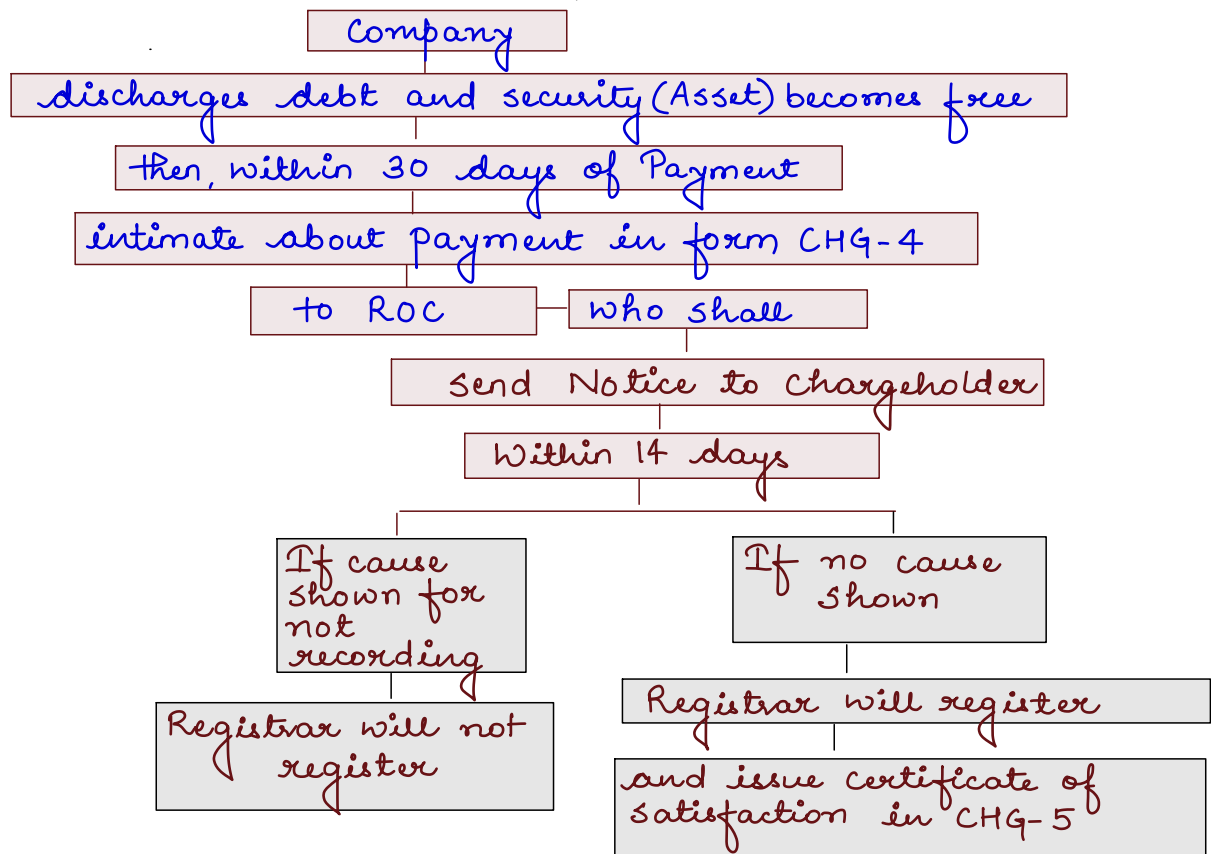 Company
discharges debt and security (Asset) becomes free
then, within 30 days of Payment
intimate about payment in form CHG-4
to ROC
who shall
send Notice to Chargeholder
Within 14 days
If cause
shown for
not
recording
If no cause
shown
Registrar will not
register
Registrar will register
and issue certificate of
satisfaction in CHG-5